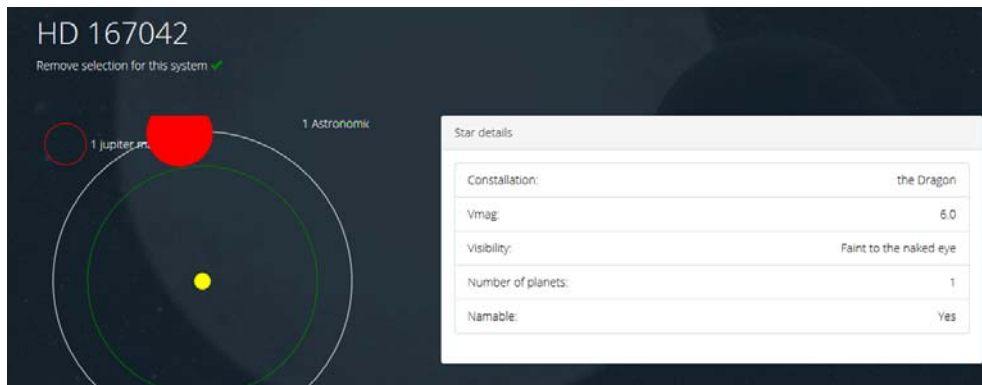 HD 167042
Remove selection for this system
1 Astronomic
1 jupiter
Star details
Constallation: the Dragon
Vmag: 6.0
Visibility: Faint to the naked eye
Number of planets: 1
Namable: Yes